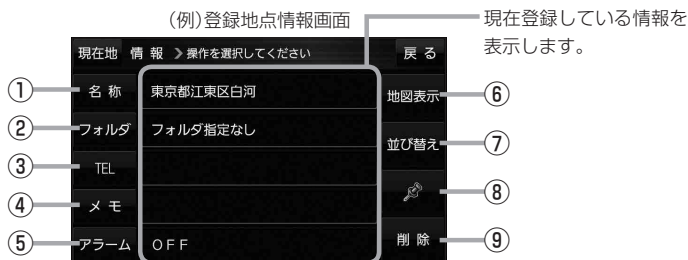 (例)登録地点情報画面
現在登録している情報を
表示します。
現在地 情 報 ＞操作を選択してください 戻 る
① 名 称 東京都江東区白河 地図表示 ⑥
② フォルダ フォルダ指定なし 並び替え ⑦
③ TEL ⑧
④ メ モ
⑤ アラーム OFF 削 除 ⑨